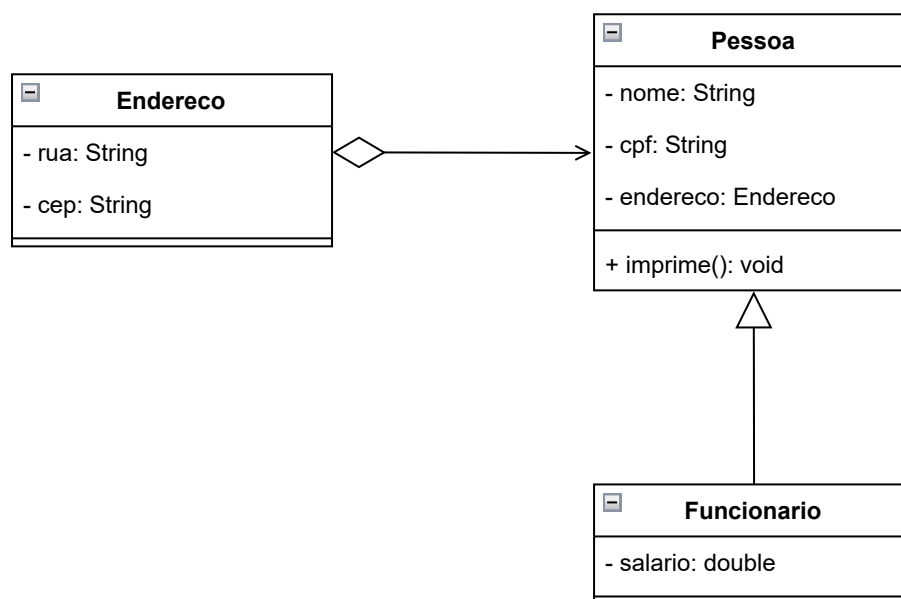 Endereco
- rua: String
- cep: String
Pessoa
- nome: String
- cpf: String
- endereco: Endereco
+ imprime(): void
Funcionario
- salario: double